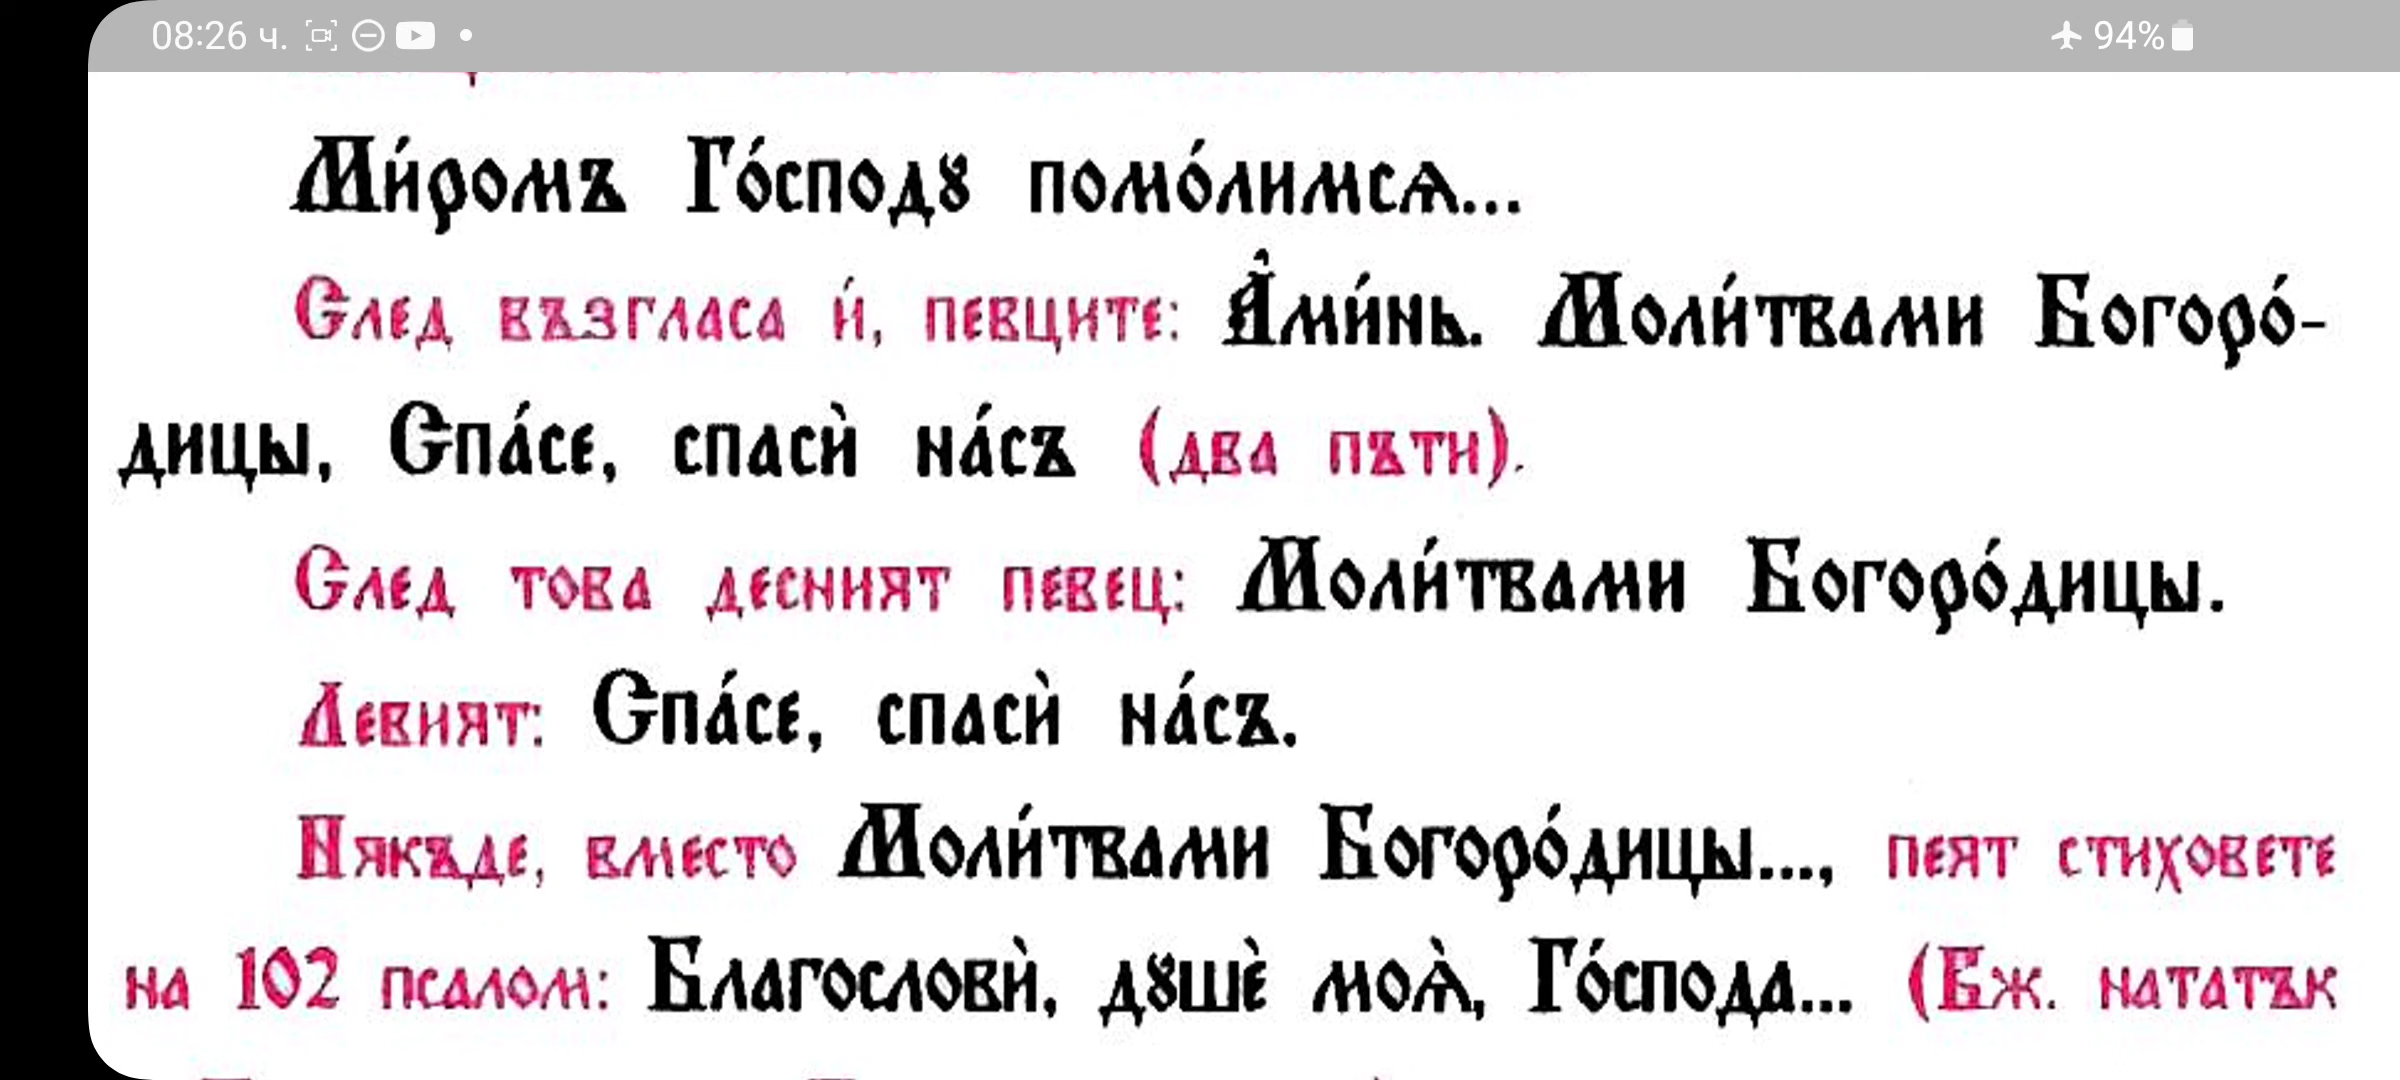 08:26 ч. 94%
Ми́ромъ Го́сподꙋ помо́лимсѧ...
След възгласа ѝ, певците: А҆ми́нь. Моли́твами Богоро́-
дицы, Спа́се, спасѝ на́съ (два пъти).
След това десният певец: Моли́твами Богоро́дицы.
Левият: Спа́се, спасѝ на́съ.
Някъде, вместо Моли́твами Богоро́дицы..., пеят стиховете
на 102 псалом: Благословѝ, дꙋшѐ моѧ̀, Го́спода... (Бж. нататък